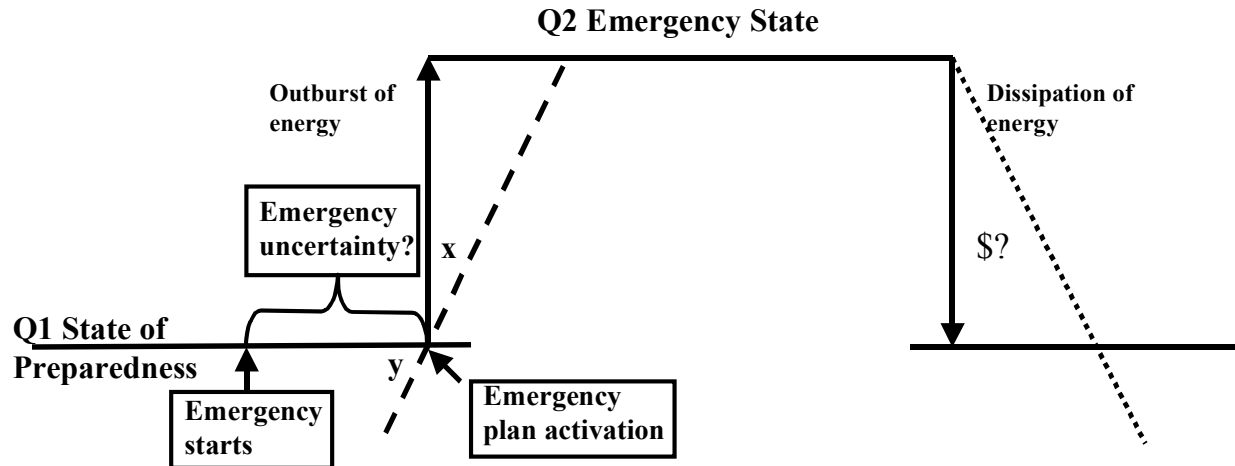 Q2 Emergency State
Outburst of
energy
Dissipation of
energy
Emergency
uncertainty?
x
$?
Q1 State of
Preparedness
y
Emergency
starts
Emergency
plan activation